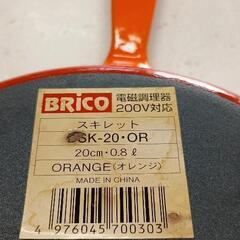 BRiCO
電磁調理器
200V対応
スキレット
SK-20・OR
20cm・0.8ℓ
ORANGE(オレンジ)
MADE IN CHINA
4 976045 700303